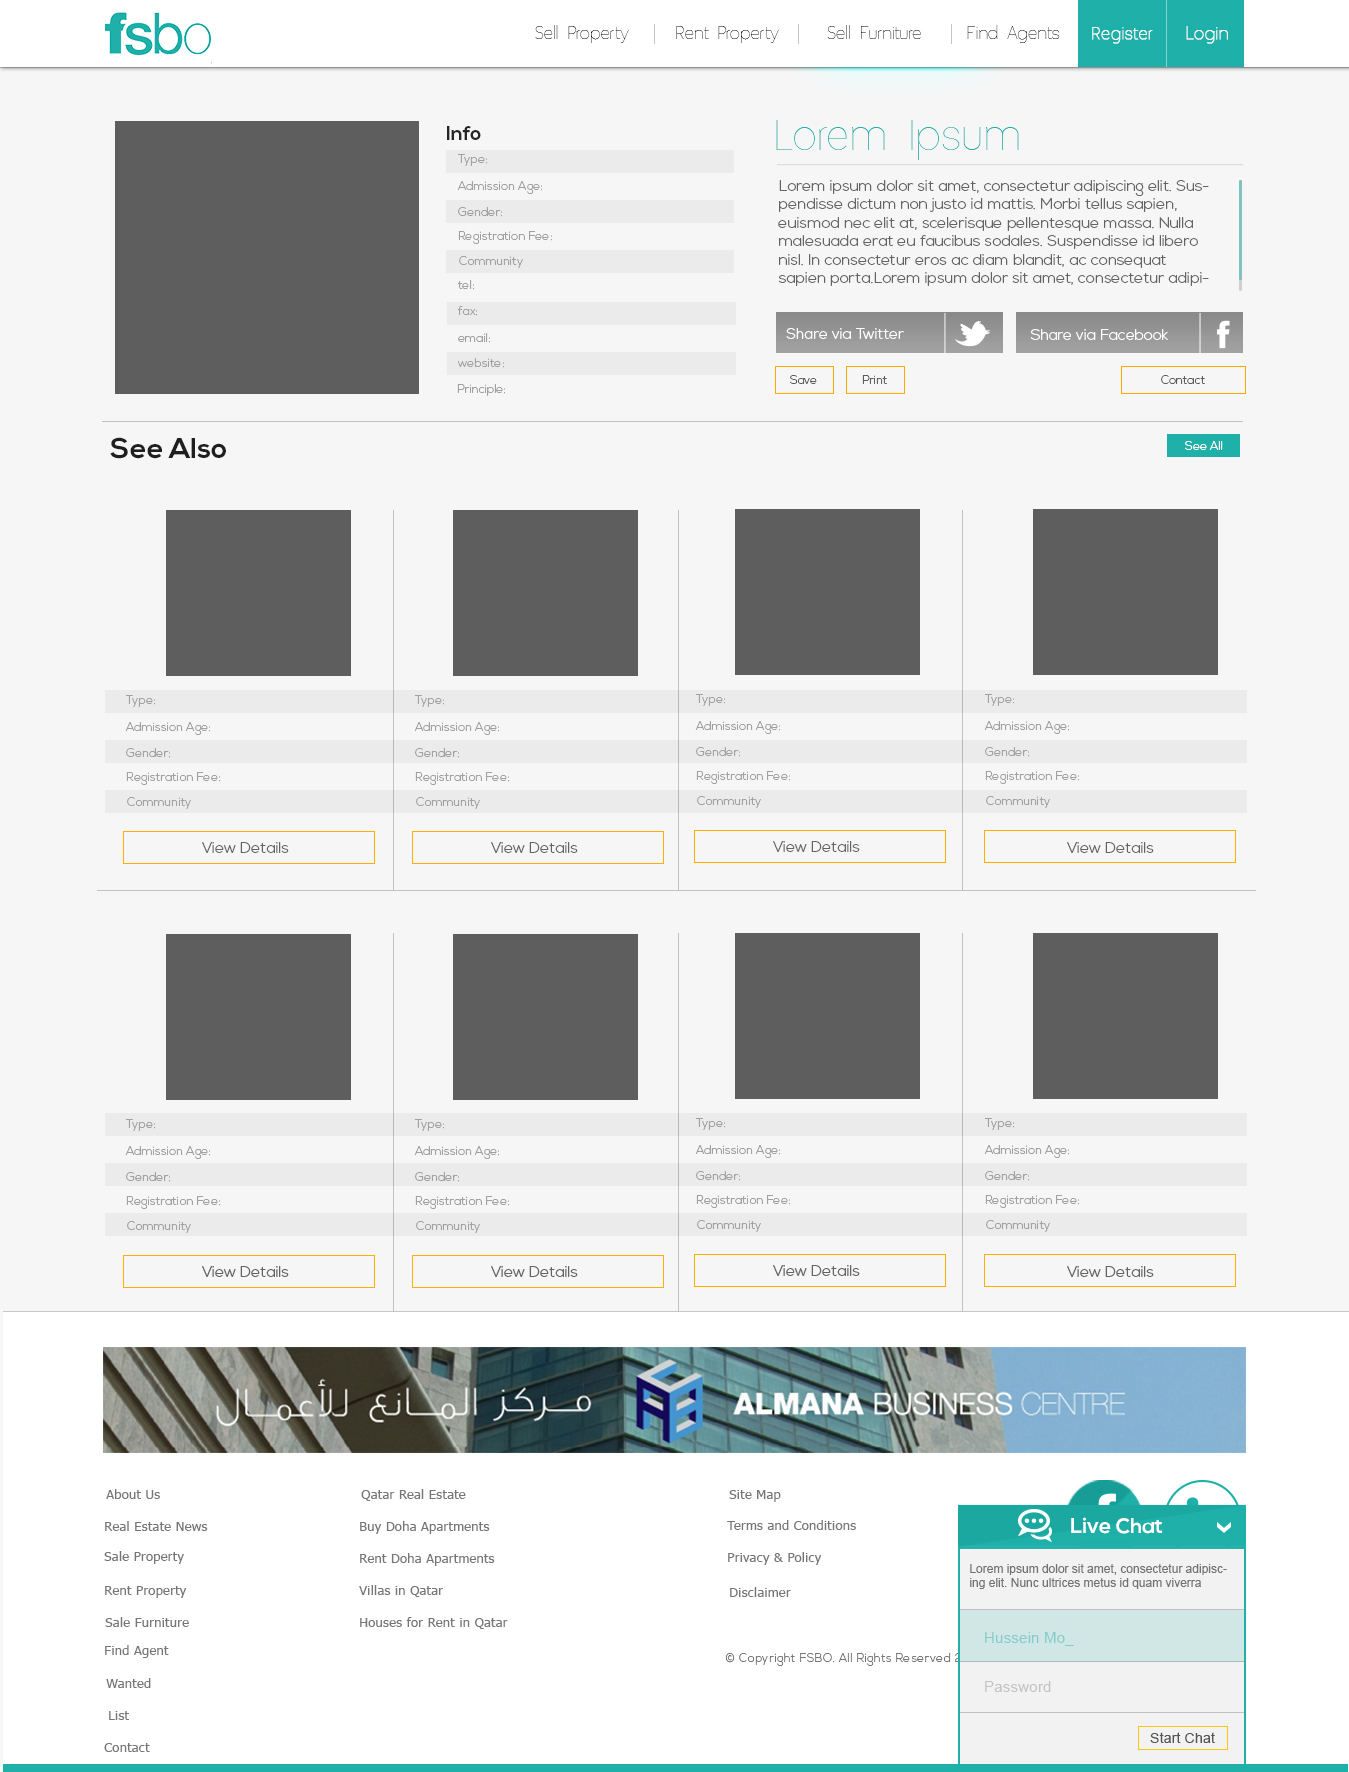 fsbo
Sell Property
Rent Property
Sell Furniture
Find Agents
Register
Login
Info
Type:
Admission Age:
Gender:
Registration Fee:
Community
tel:
fax:
email:
website:
Principle:
Lorem Ipsum
Lorem ipsum dolor sit amet, consectetur adipiscing elit. Sus-
pendisse dictum non justo id mattis. Morbi tellus sapien,
euismod nec elit at, scelerisque pellentesque massa. Nulla
malesuada erat eu faucibus sodales. Suspendisse id libero
nisl. In consectetur eros ac diam blandit, ac consequat
sapien porta.Lorem ipsum dolor sit amet, consectetur adipi-
Share via Twitter
Share via Facebook
Save
Print
Contact
See Also
See All
Type:
Admission Age:
Gender:
Registration Fee:
Community
View Details
Type:
Admission Age:
Gender:
Registration Fee:
Community
View Details
Type:
Admission Age:
Gender:
Registration Fee:
Community
View Details
Type:
Admission Age:
Gender:
Registration Fee:
Community
View Details
Type:
Admission Age:
Gender:
Registration Fee:
Community
View Details
Type:
Admission Age:
Gender:
Registration Fee:
Community
View Details
Type:
Admission Age:
Gender:
Registration Fee:
Community
View Details
Type:
Admission Age:
Gender:
Registration Fee:
Community
View Details
مركز المانع للأعمال
ALMANA BUSINESS CENTRE
About Us
Real Estate News
Sale Property
Rent Property
Sale Furniture
Find Agent
Wanted
List
Contact
Qatar Real Estate
Buy Doha Apartments
Rent Doha Apartments
Villas in Qatar
Houses for Rent in Qatar
Site Map
Terms and Conditions
Privacy & Policy
Disclaimer
© Copyright FSBO. All Rights Reserved
Live Chat
Lorem ipsum dolor sit amet, consectetur adipisc-
ing elit. Nunc ultrices metus id quam viverra
Hussein Mo_
Password
Start Chat